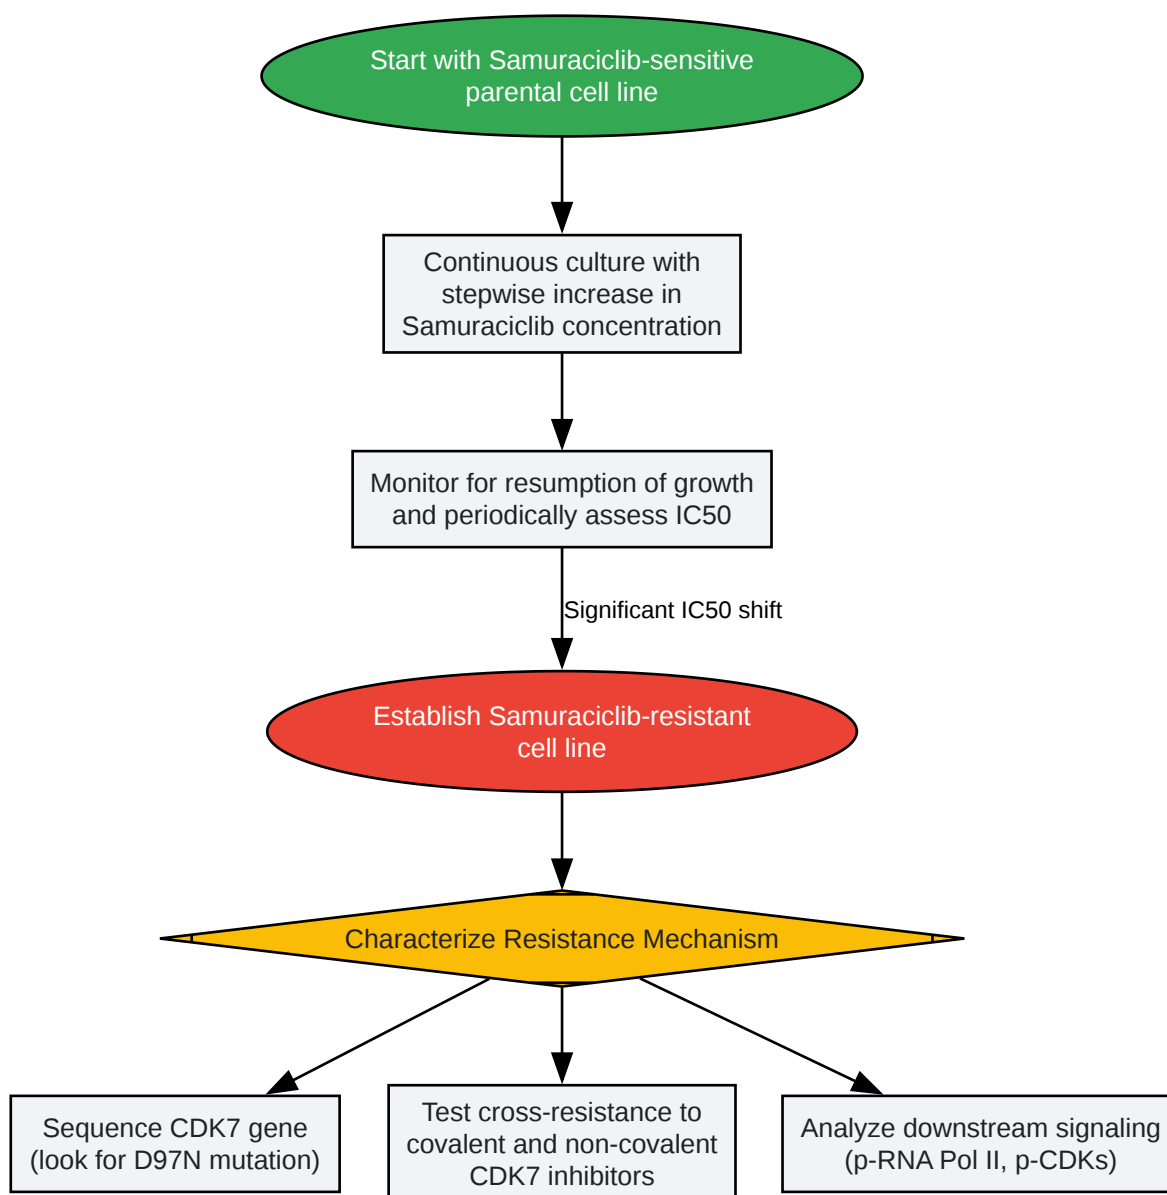 Start with Samuraciclib-sensitive
parental cell line
Continuous culture with
stepwise increase in
Samuraciclib concentration
Monitor for resumption of growth
and periodically assess IC50
Significant IC50 shift
Establish Samuraciclib-resistant
cell line
Characterize Resistance Mechanism
Sequence CDK7 gene
(look for D97N mutation)
Test cross-resistance to
covalent and non-covalent
CDK7 inhibitors
Analyze downstream signaling
(p-RNA Pol II, p-CDKs)